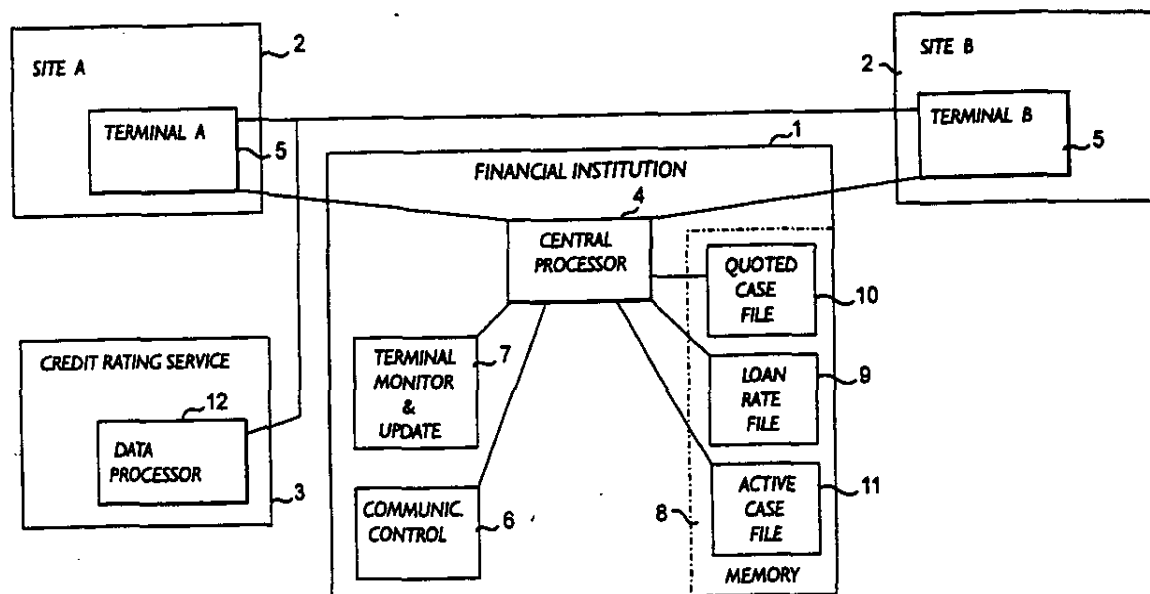 SITE A
2
TERMINAL A
5
SITE B
2
TERMINAL B
5
1
FINANCIAL INSTITUTION
4
CENTRAL
PROCESSOR
QUOTED
CASE
FILE
10
TERMINAL
MONITOR
&
UPDATE
7
LOAN
RATE
FILE
9
CREDIT RATING SERVICE
12
DATA
PROCESSOR
3
COMMUNIC.
CONTROL
6
ACTIVE
CASE
FILE
11
8
MEMORY